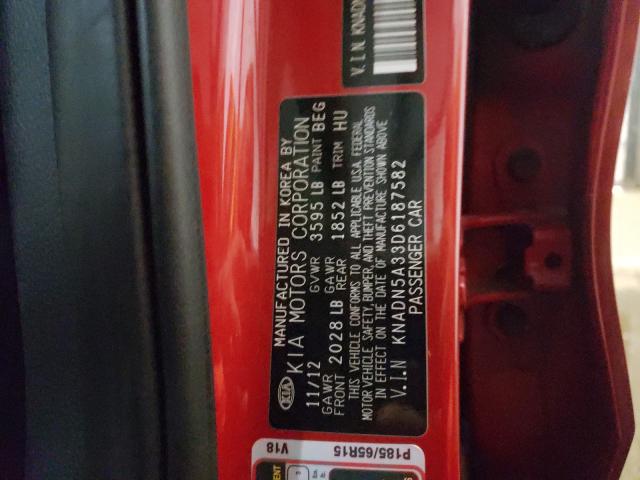 V.I.N KNADN
KIA
MANUFACTURED IN KOREA BY
KIA MOTORS CORPORATION
11/12 GVWR 3595 LB PAINT BEG
GAWR FRONT 2028 LB GAWR REAR 1852 LB TRIM HU
THIS VEHICLE CONFORMS TO ALL APPLICABLE U.S.A. FEDERAL
MOTOR VEHICLE SAFETY, BUMPER, AND THEFT PREVENTION STANDARDS
IN EFFECT ON THE DATE OF MANUFACTURE SHOWN ABOVE
V.I.N KNADN5A33D6187582
PASSENGER CAR
V18
P185/65R15